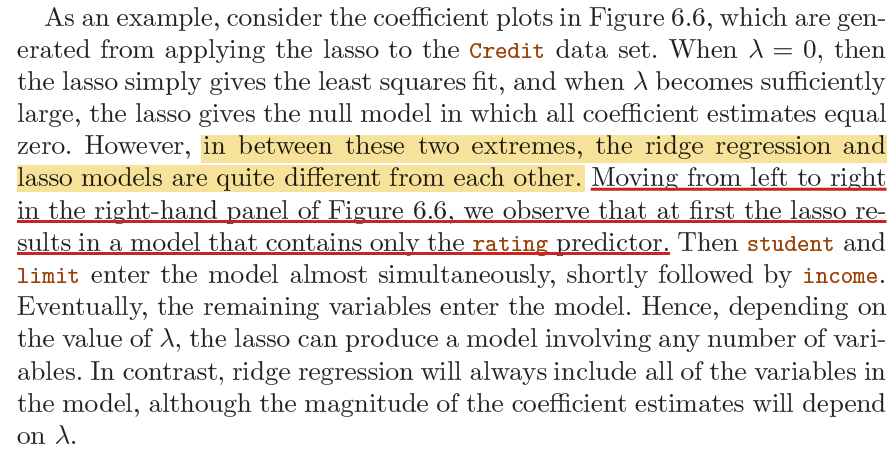 As an example, consider the coefficient plots in Figure 6.6, which are gen-
erated from applying the lasso to the Credit data set. When λ = 0, then
the lasso simply gives the least squares fit, and when λ becomes sufficiently
large, the lasso gives the null model in which all coefficient estimates equal
zero. However, in between these two extremes, the ridge regression and
lasso models are quite different from each other. Moving from left to right
in the right-hand panel of Figure 6.6, we observe that at first the lasso re-
sults in a model that contains only the rating predictor. Then student and
limit enter the model almost simultaneously, shortly followed by income.
Eventually, the remaining variables enter the model. Hence, depending on
the value of λ, the lasso can produce a model involving any number of vari-
ables. In contrast, ridge regression will always include all of the variables in
the model, although the magnitude of the coefficient estimates will depend
on λ.